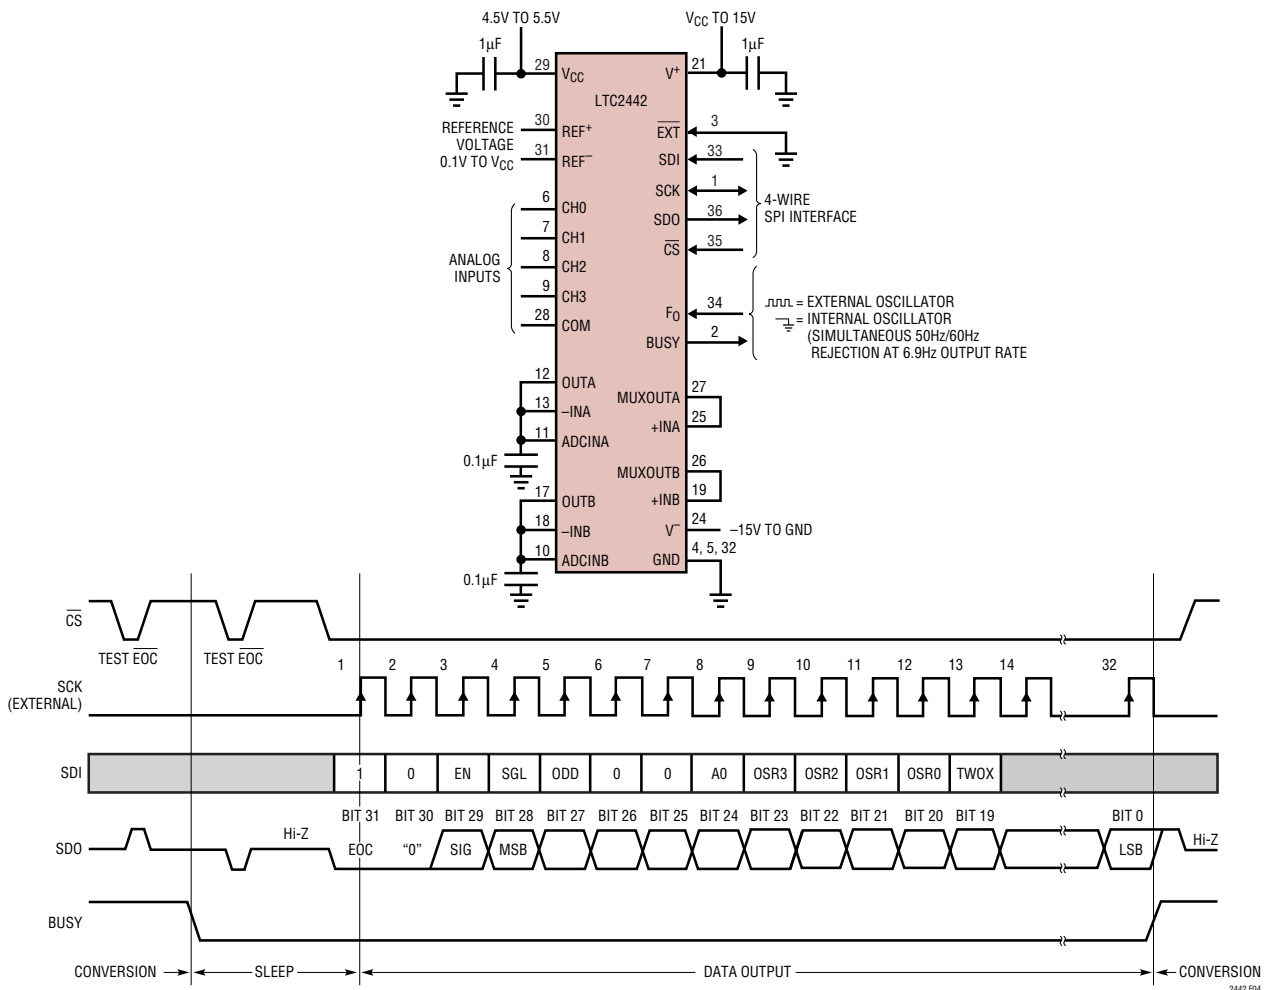 4.5V TO 5.5V
VCC TO 15V
1µF
1µF
29
VCC
V+
21
LTC2442
REFERENCE
VOLTAGE
0.1V TO VCC
30
REF+
31
REF–
EXT
3
SDI
33
SCK
1
SDO
36
CS
35
4-WIRE
SPI INTERFACE
ANALOG
INPUTS
6
CH0
7
CH1
8
CH2
9
CH3
28
COM
FO
34
BUSY
2
= EXTERNAL OSCILLATOR
= INTERNAL OSCILLATOR
(SIMULTANEOUS 50Hz/60Hz
REJECTION AT 6.9Hz OUTPUT RATE
12
OUTA
13
–INA
11
ADCINA
0.1µF
MUXOUTA
27
+INA
25
17
OUTB
18
–INB
10
ADCINB
0.1µF
MUXOUTB
26
+INB
19
V–
24
–15V TO GND
GND
4, 5, 32
CS
TEST EOC
TEST EOC
1 2 3 4 5 6 7 8 9 10 11 12 13 14 32
SCK
(EXTERNAL)
SDI
1 0 EN SGL ODD 0 0 A0 OSR3 OSR2 OSR1 OSR0 TWOX
BIT 31 BIT 30 BIT 29 BIT 28 BIT 27 BIT 26 BIT 25 BIT 24 BIT 23 BIT 22 BIT 21 BIT 20 BIT 19 BIT 0
SDO
Hi-Z
EOC “0” SIG MSB LSB
Hi-Z
BUSY
CONVERSION
SLEEP
DATA OUTPUT
CONVERSION
2442 F04